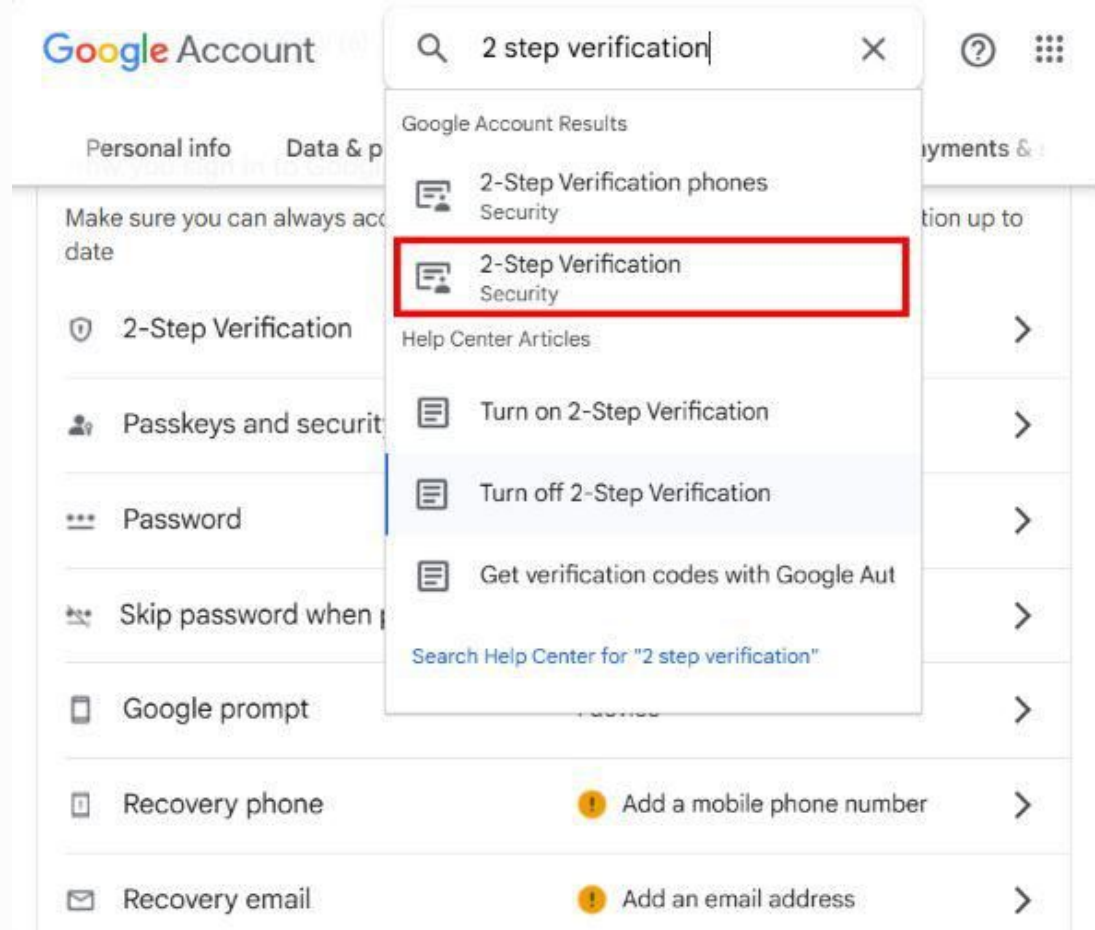 Google Account
2 step verification
Personal info
Data & p
ayments &
Google Account Results
2-Step Verification phones
Security
2-Step Verification
Security
Help Center Articles
Turn on 2-Step Verification
Turn off 2-Step Verification
Get verification codes with Google Aut
Search Help Center for "2 step verification"
Make sure you can always acc
tion up to
date
2-Step Verification
Passkeys and securit
Password
Skip password when p
Google prompt
Recovery phone
Add a mobile phone number
Recovery email
Add an email address